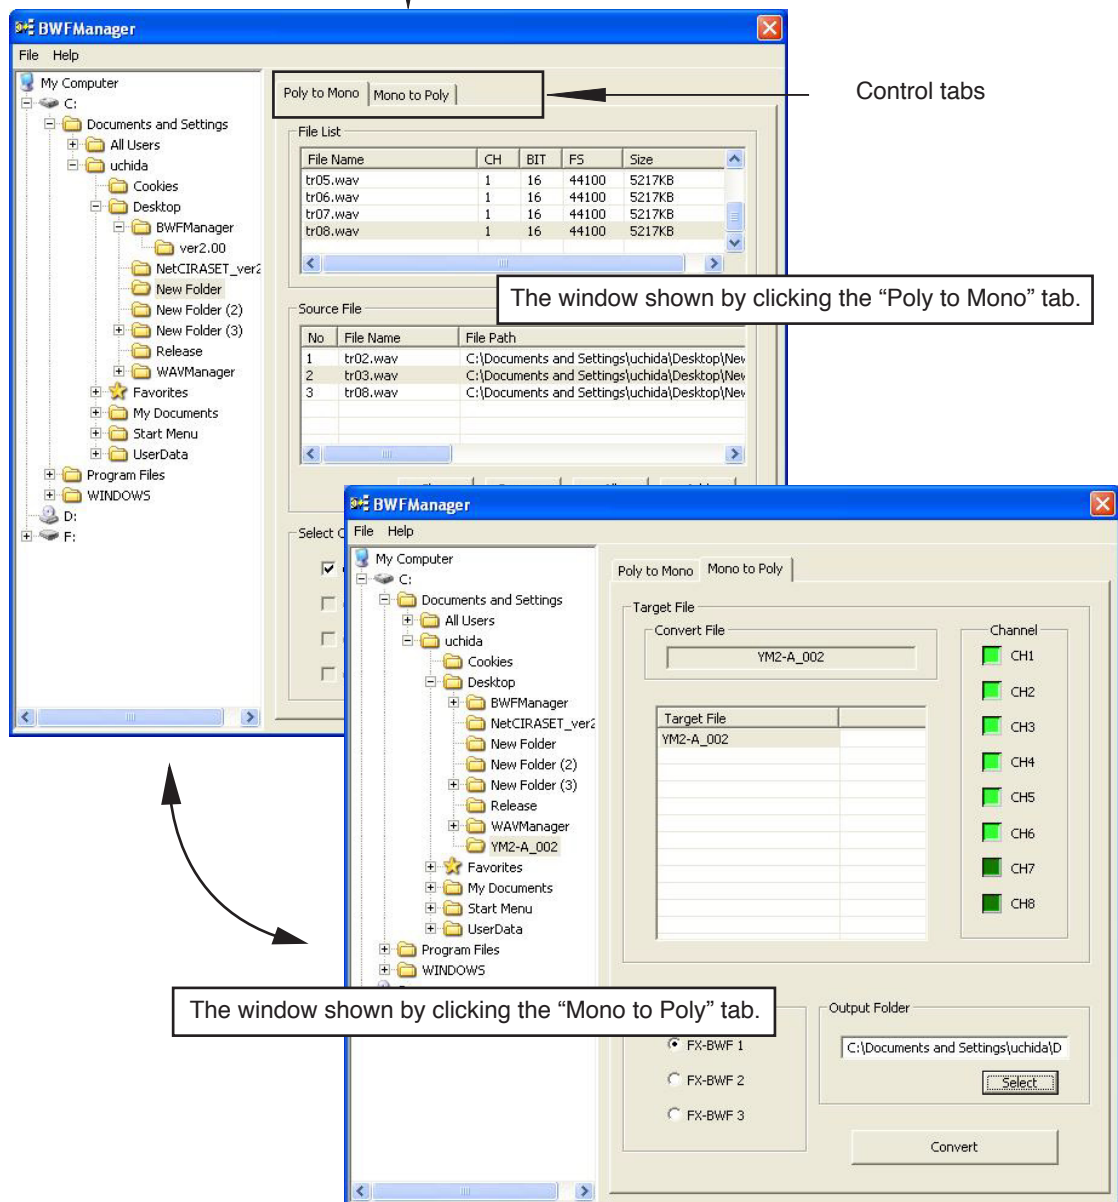 BWFManager
File Help
My Computer
C:
Documents and Settings
All Users
uchida
Cookies
Desktop
BWFManager
ver2.00
NetCIRASET_ver2
New Folder
New Folder (2)
New Folder (3)
Release
WAVManager
Favorites
My Documents
Start Menu
UserData
Program Files
WINDOWS
D:
F:
Poly to Mono Mono to Poly
Control tabs
File List
File Name CH BIT FS Size
tr05.wav 1 16 44100 5217KB
tr06.wav 1 16 44100 5217KB
tr07.wav 1 16 44100 5217KB
tr08.wav 1 16 44100 5217KB
The window shown by clicking the “Poly to Mono” tab.
Source File
No File Name File Path
1 tr02.wav C:\Documents and Settings\uchida\Desktop\New
2 tr03.wav C:\Documents and Settings\uchida\Desktop\New
3 tr08.wav C:\Documents and Settings\uchida\Desktop\New
Select
BWFManager
File Help
My Computer
C:
Documents and Settings
All Users
uchida
Cookies
Desktop
BWFManager
NetCIRASET_ver2
New Folder
New Folder (2)
New Folder (3)
Release
WAVManager
YM2-A_002
Favorites
My Documents
Start Menu
UserData
Program Files
WINDOWS
Poly to Mono Mono to Poly
Target File
Convert File
YM2-A_002
Target File
YM2-A_002
Channel
CH1
CH2
CH3
CH4
CH5
CH6
CH7
CH8
The window shown by clicking the “Mono to Poly” tab.
FX-BWF 1
FX-BWF 2
FX-BWF 3
Output Folder
C:\Documents and Settings\uchida\D
Select
Convert